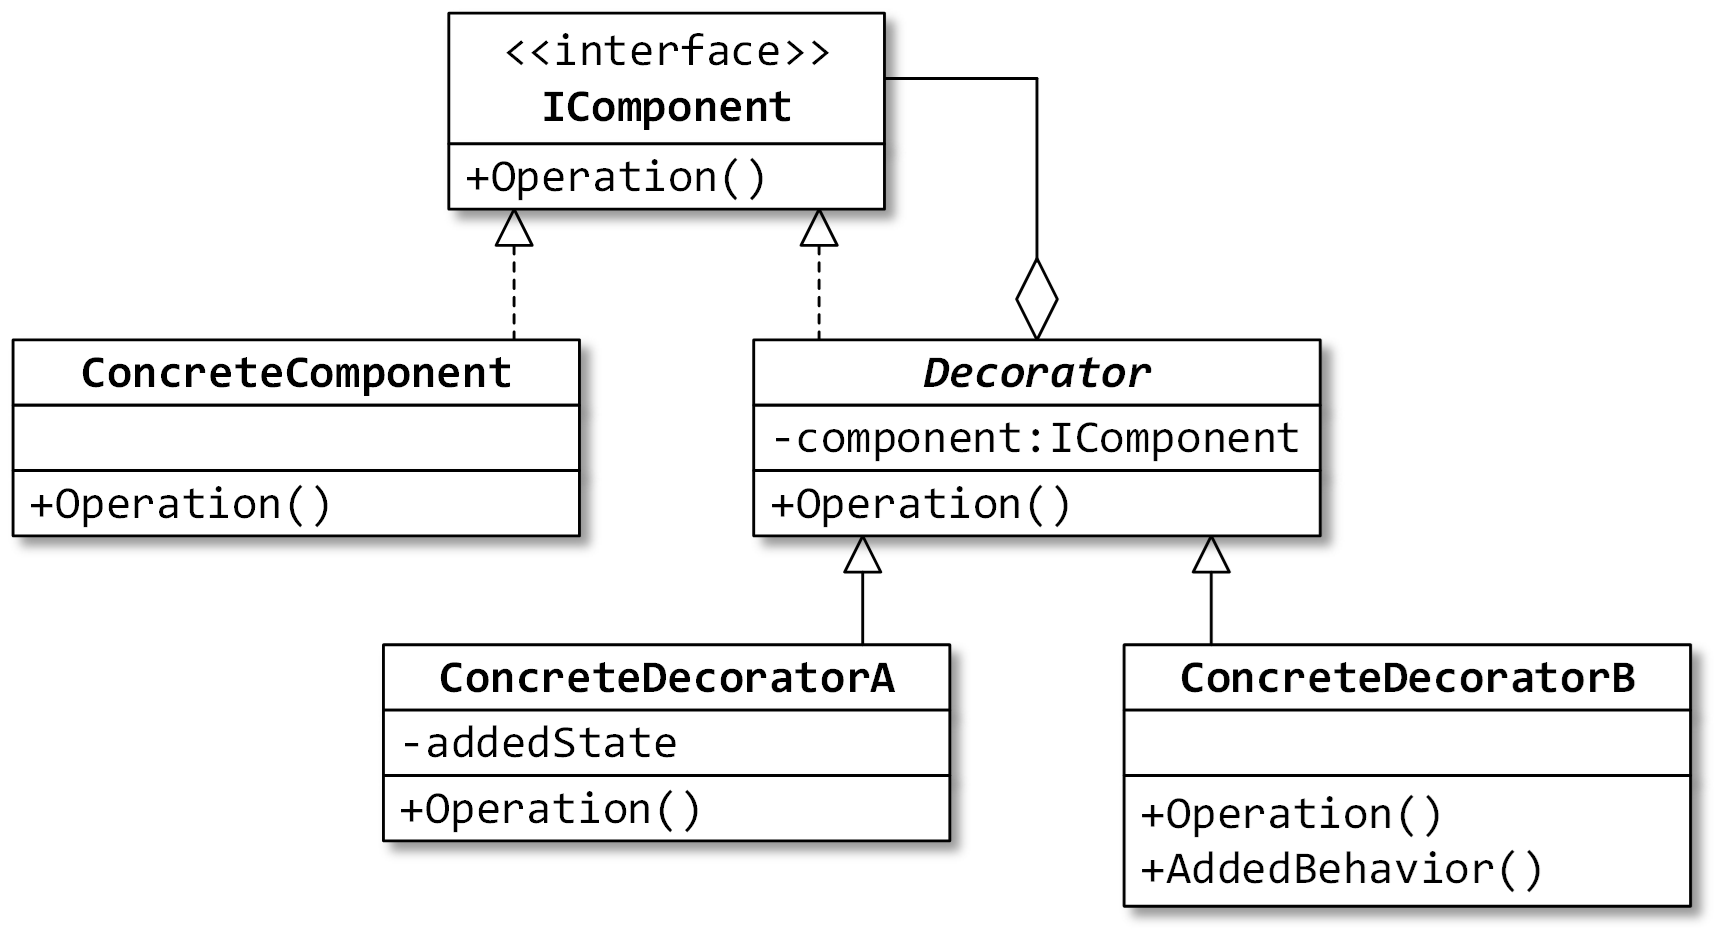 <<interface>>
IComponent
+Operation()
ConcreteComponent
+Operation()
Decorator
-component:IComponent
+Operation()
ConcreteDecoratorA
-addedState
+Operation()
ConcreteDecoratorB
+Operation()
+AddedBehavior()